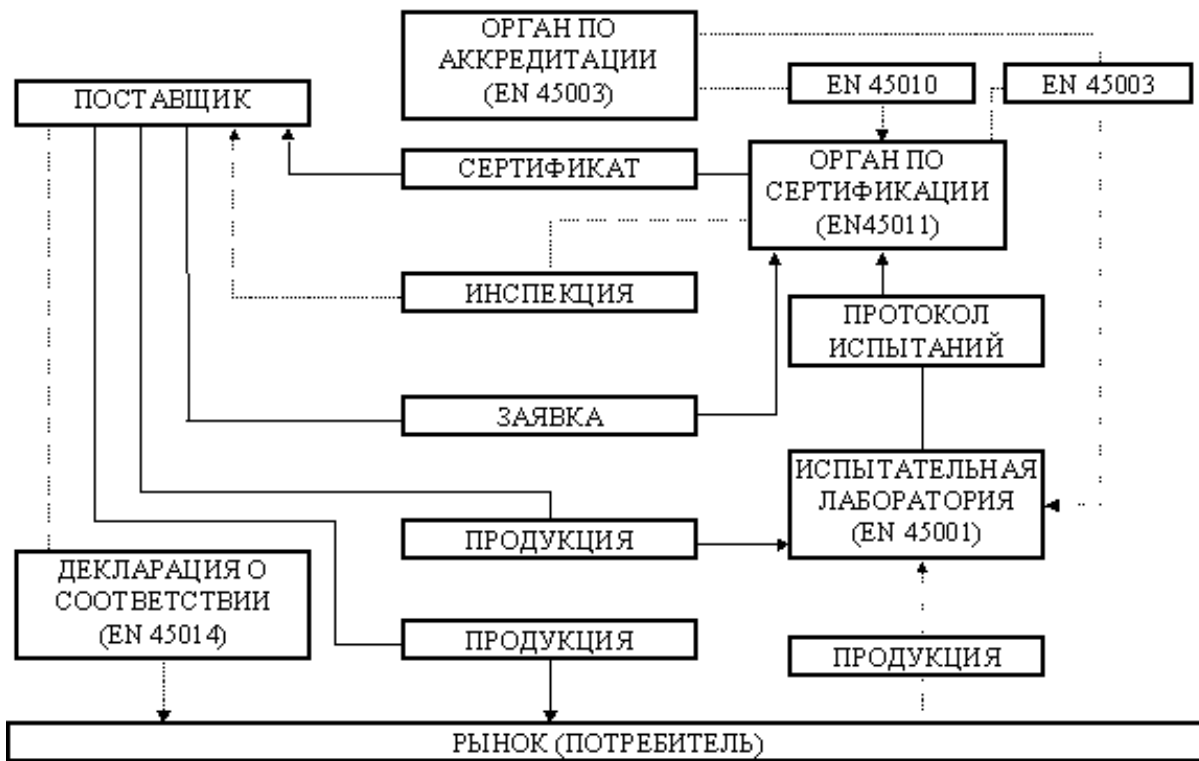 ОРГАН ПО
АККРЕДИТАЦИИ
(EN 45003)
ПОСТАВЩИК
EN 45010
EN 45003
СЕРТИФИКАТ
ОРГАН ПО
СЕРТИФИКАЦИИ
(EN45011)
ИНСПЕКЦИЯ
ПРОТОКОЛ
ИСПЫТАНИЙ
ЗАЯВКА
ИСПЫТАТЕЛЬНАЯ
ЛАБОРАТОРИЯ
(EN 45001)
ПРОДУКЦИЯ
ДЕКЛАРАЦИЯ О
СООТВЕТСТВИИ
(EN 45014)
ПРОДУКЦИЯ
ПРОДУКЦИЯ
РЫНОК (ПОТРЕБИТЕЛЬ)